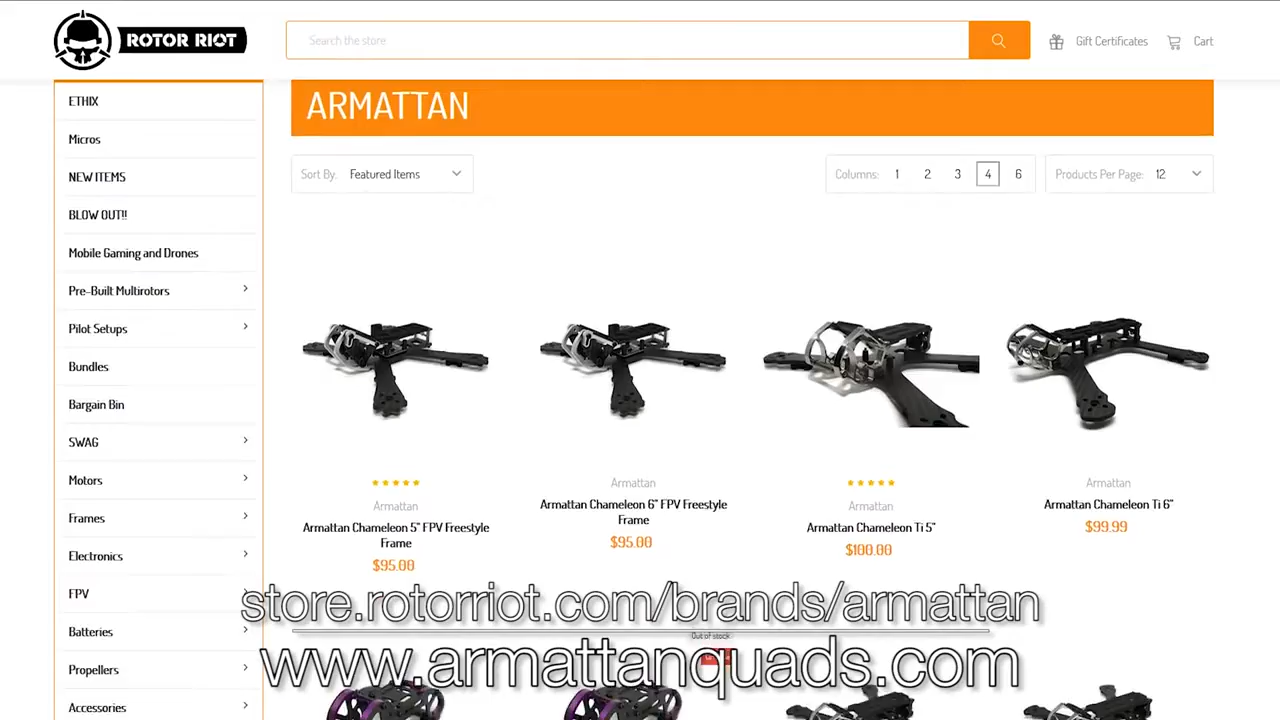 ROTOR RIOT
Search the store
Gift Certificates
Cart
ETHIX
Micros
NEW ITEMS
BLOW OUT!!
Mobile Gaming and Drones
Pre-Built Multirotors
Pilot Setups
Bundles
Bargain Bin
SWAG
Motors
Frames
Electronics
FPV
Batteries
Propellers
Accessories
ARMATTAN
Sort By: Featured Items
Columns: 1 2 3 4 6
Products Per Page: 12
Armattan
Armattan Chameleon 5" FPV Freestyle
Frame
$95.00
Armattan
Armattan Chameleon 6" FPV Freestyle
Frame
$95.00
Armattan
Armattan Chameleon Ti 5"
$100.00
Armattan
Armattan Chameleon Ti 6"
$99.99
store.rotorriot.com/brands/armattan
Out of stock
www.armattanquads.com